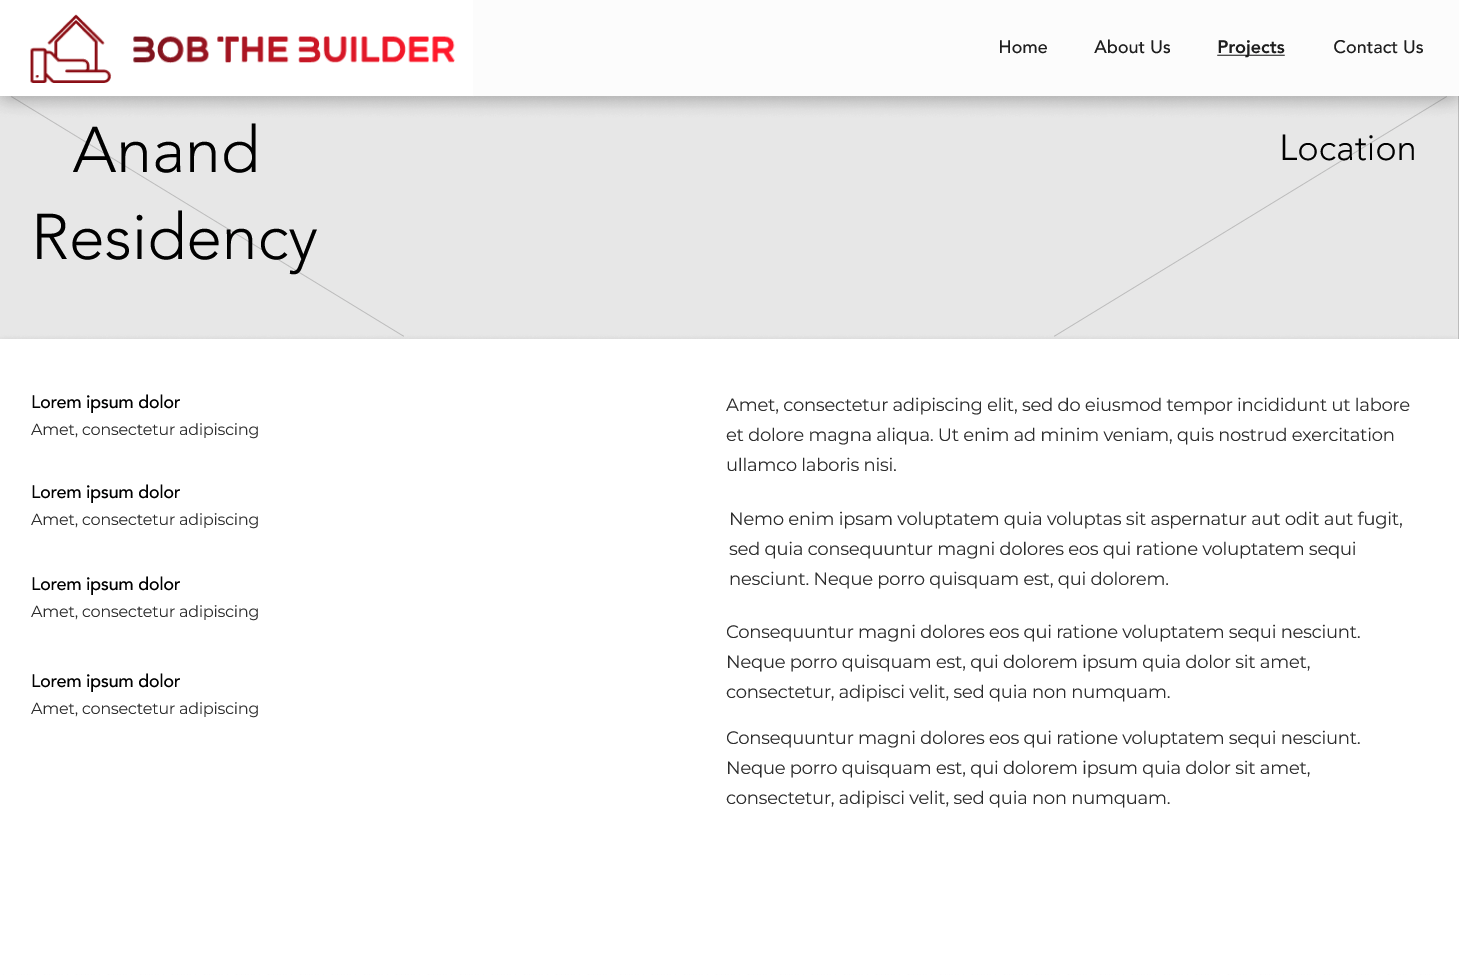 BOB THE BUILDER
Home About Us Projects Contact Us
Anand
Residency
Location
Lorem ipsum dolor
Amet, consectetur adipiscing
Lorem ipsum dolor
Amet, consectetur adipiscing
Lorem ipsum dolor
Amet, consectetur adipiscing
Lorem ipsum dolor
Amet, consectetur adipiscing
Amet, consectetur adipiscing elit, sed do eiusmod tempor incididunt ut labore
et dolore magna aliqua. Ut enim ad minim veniam, quis nostrud exercitation
ullamco laboris nisi.
Nemo enim ipsam voluptatem quia voluptas sit aspernatur aut odit aut fugit,
sed quia consequuntur magni dolores eos qui ratione voluptatem sequi
nesciunt. Neque porro quisquam est, qui dolorem.
Consequuntur magni dolores eos qui ratione voluptatem sequi nesciunt.
Neque porro quisquam est, qui dolorem ipsum quia dolor sit amet,
consectetur, adipisci velit, sed quia non numquam.
Consequuntur magni dolores eos qui ratione voluptatem sequi nesciunt.
Neque porro quisquam est, qui dolorem ipsum quia dolor sit amet,
consectetur, adipisci velit, sed quia non numquam.